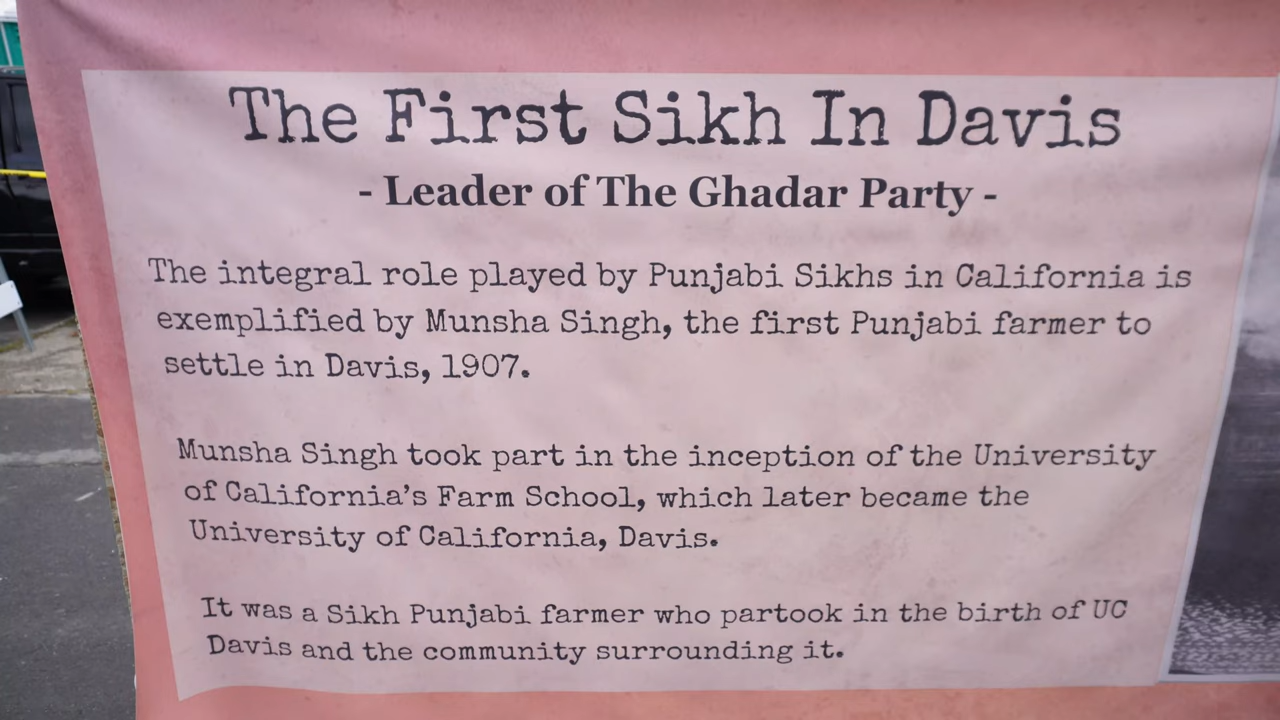 The First Sikh In Davis
- Leader of The Ghadar Party -
The integral role played by Punjabi Sikhs in California is
exemplified by Munsha Singh, the first Punjabi farmer to
settle in Davis, 1907.
Munsha Singh took part in the inception of the University
of California's Farm School, which later became the
University of California, Davis.
It was a Sikh Punjabi farmer who partook in the birth of UC
Davis and the community surrounding it.